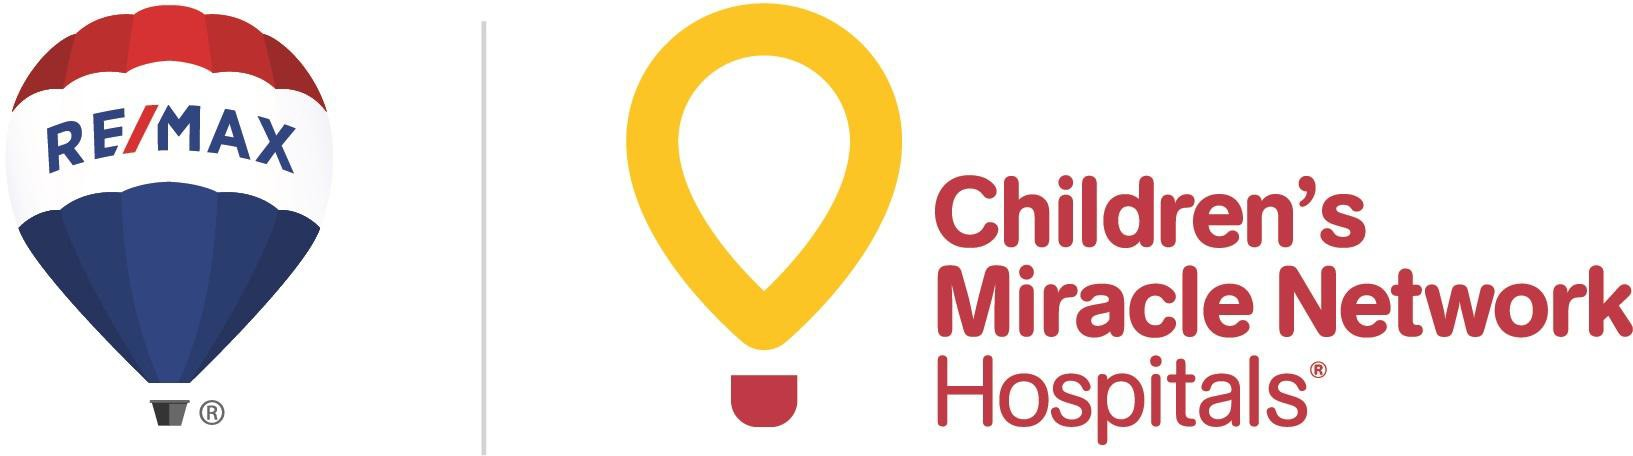 RE/MAX
®
Children’s
Miracle Network
Hospitals®